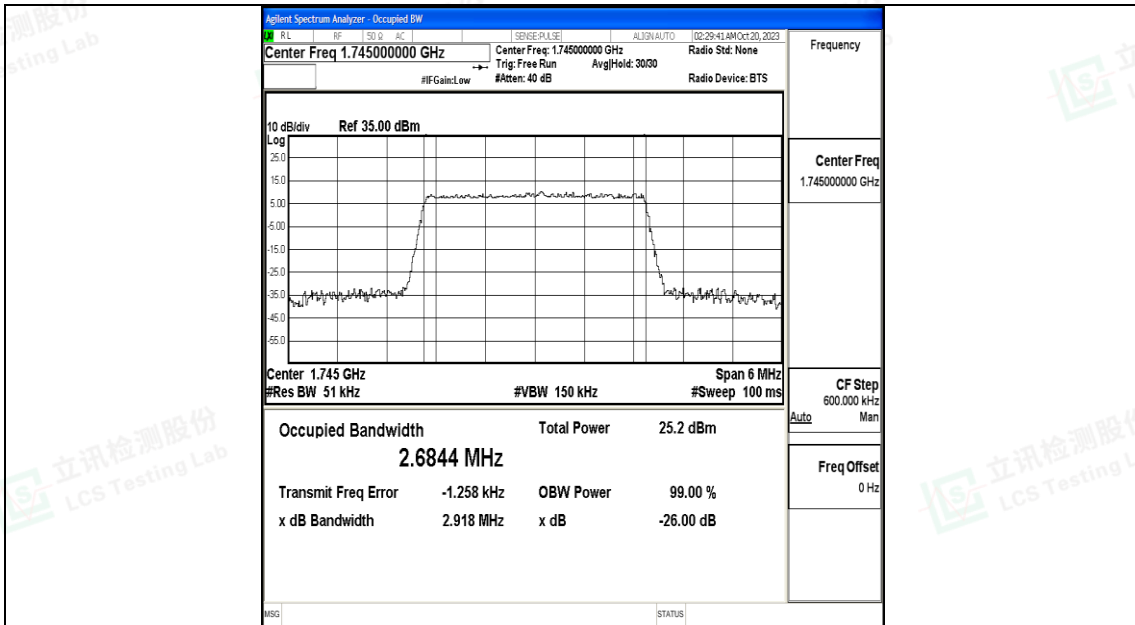 Agilent Spectrum Analyzer - Occupied BW
RL RF 50 Ω AC SENSE:PULSE ALIGN AUTO 02:29:41 AM Oct 20, 2023
Center Freq 1.745000000 GHz
Center Freq: 1.745000000 GHz
Radio Std: None
Trig: Free Run
Avg|Hold: 30/30
#IFGain:Low
#Atten: 40 dB
Radio Device: BTS
Frequency
10 dB/div
Ref 35.00 dBm
Log
25.0
15.0
5.00
-5.00
-15.0
-25.0
-35.0
-45.0
-55.0
Center 1.745 GHz
Span 6 MHz
#Res BW 51 kHz
#VBW 150 kHz
#Sweep 100 ms
Center Freq
1.745000000 GHz
CF Step
600.000 kHz
Auto Man
Freq Offset
0 Hz
Occupied Bandwidth
2.6844 MHz
Total Power 25.2 dBm
Transmit Freq Error -1.258 kHz
OBW Power 99.00 %
x dB Bandwidth 2.918 MHz
x dB -26.00 dB
MSG
STATUS
立讯检测股份
LCS Testing Lab
立讯检测股份
LCS Testing L